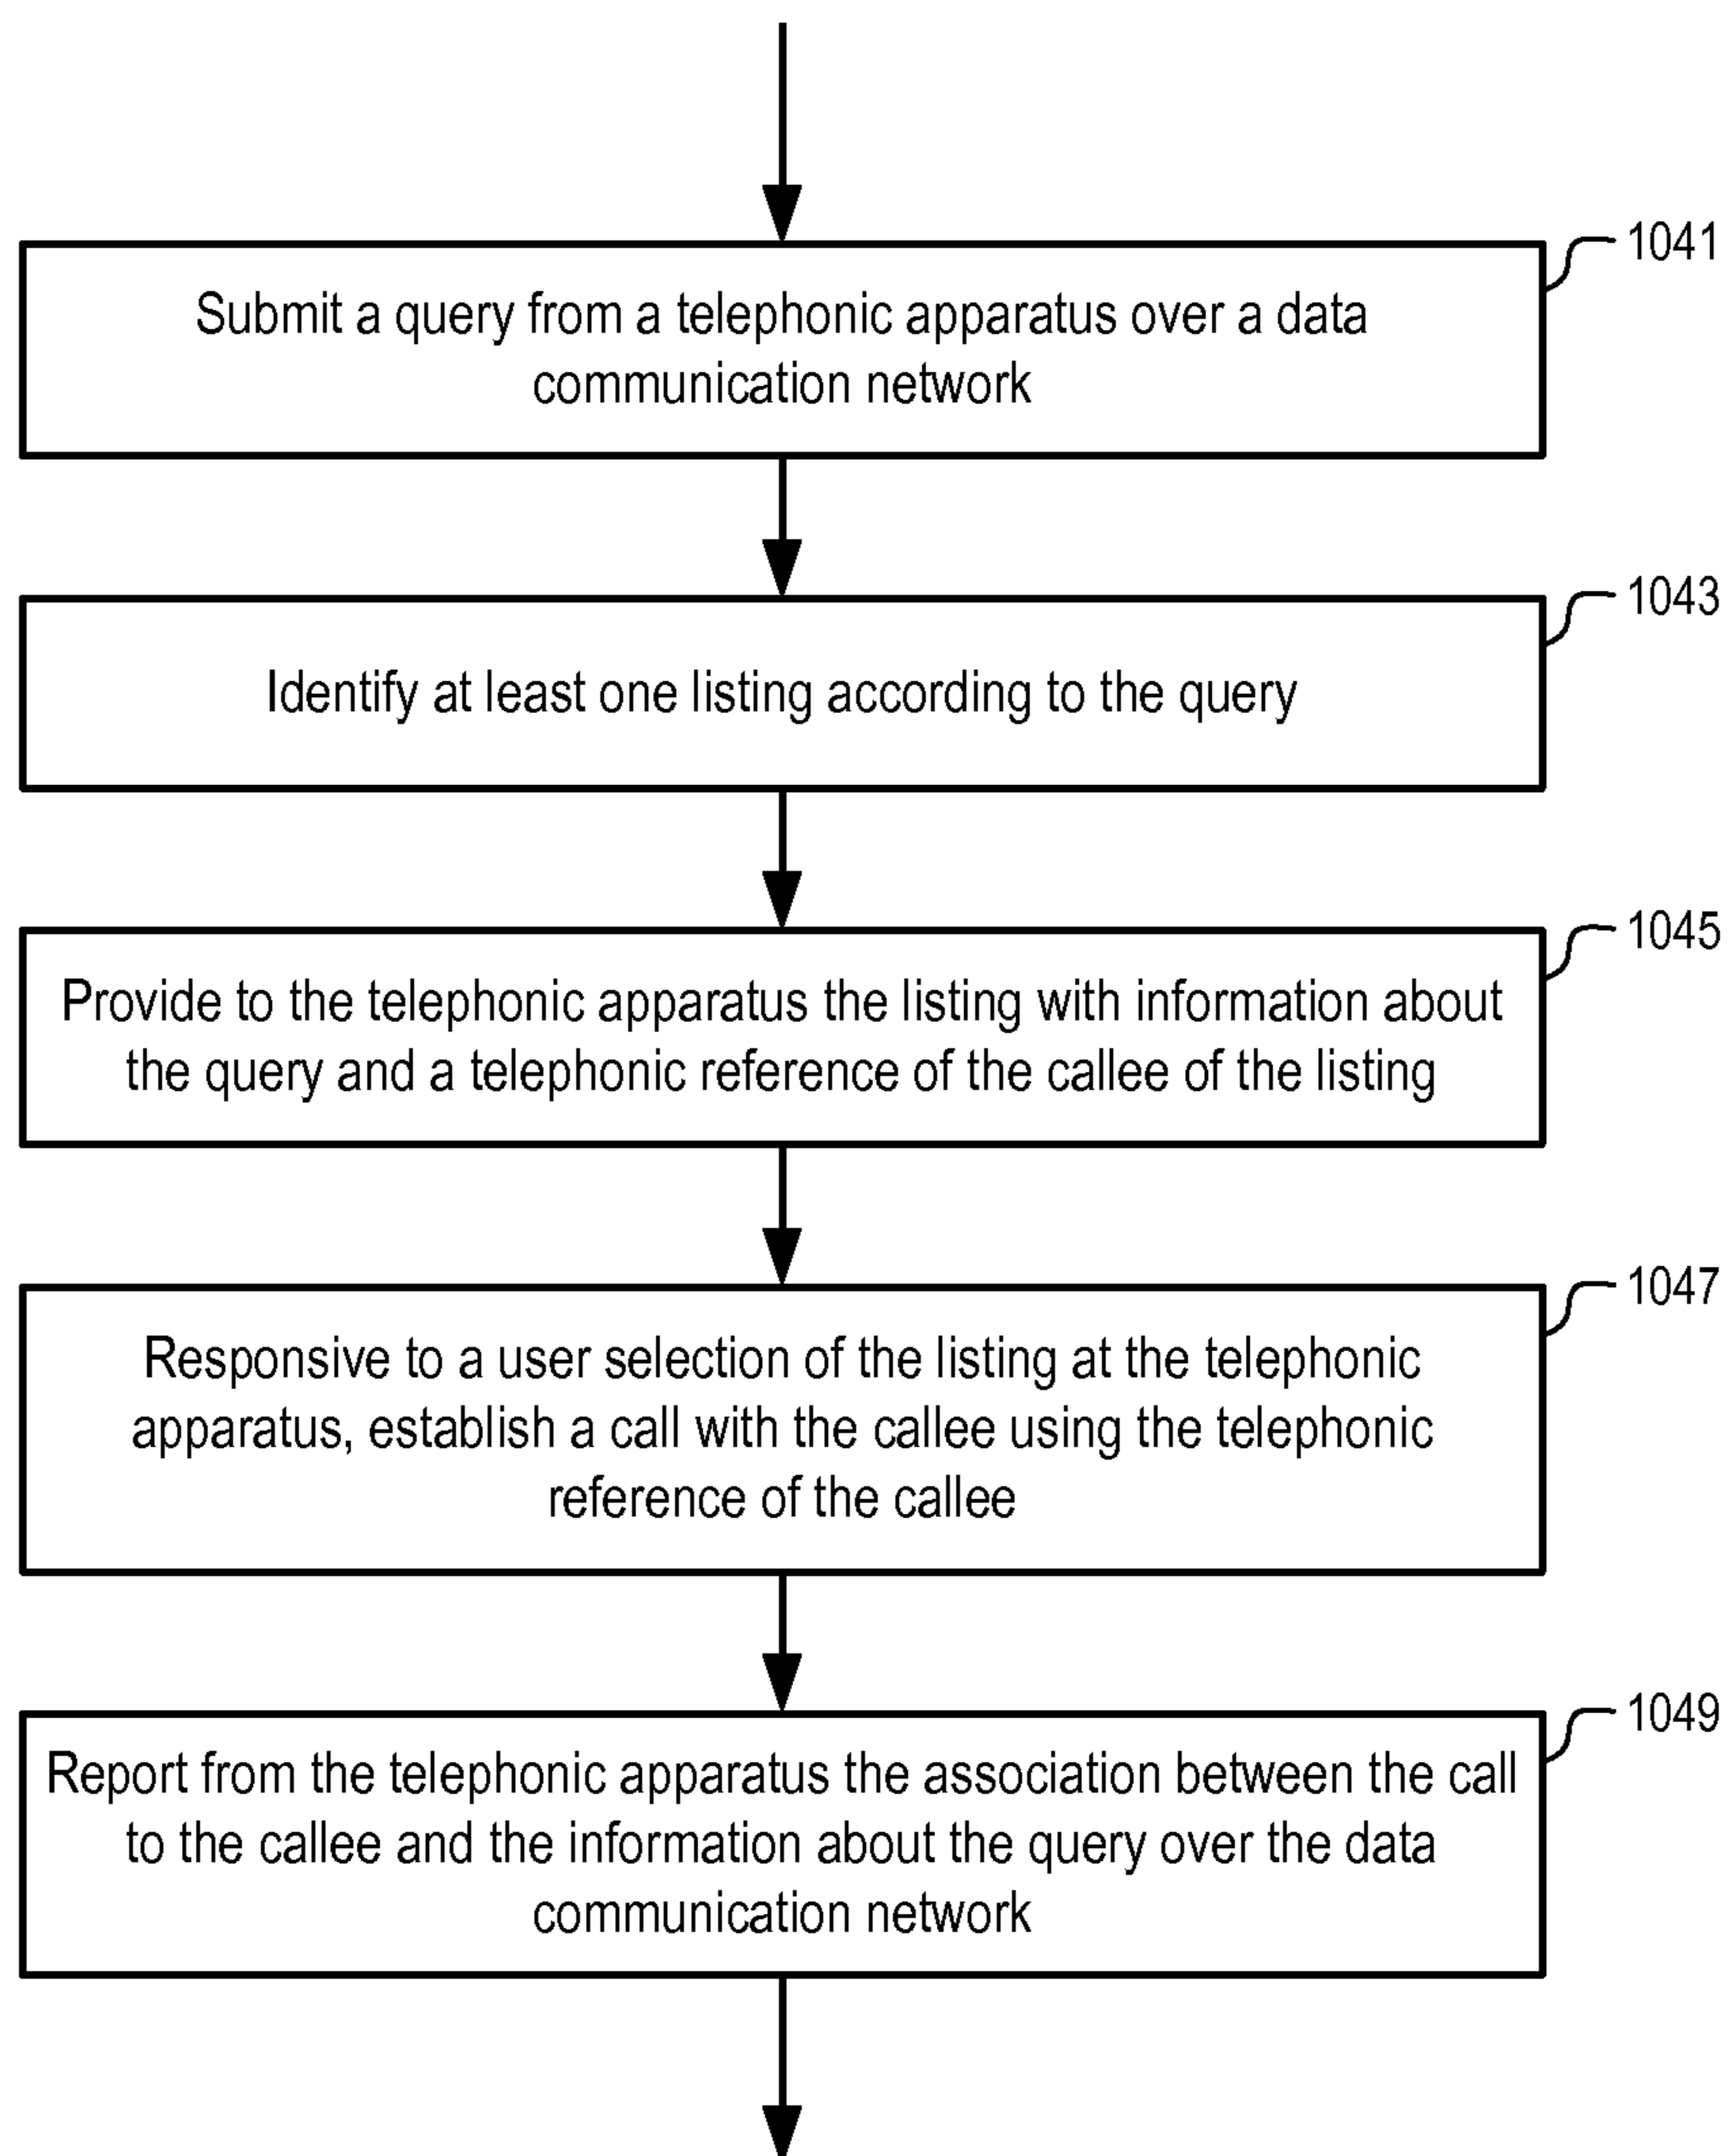 1041
Submit a query from a telephonic apparatus over a data
communication network
1043
Identify at least one listing according to the query
1045
Provide to the telephonic apparatus the listing with information about
the query and a telephonic reference of the callee of the listing
1047
Responsive to a user selection of the listing at the telephonic
apparatus, establish a call with the callee using the telephonic
reference of the callee
1049
Report from the telephonic apparatus the association between the call
to the callee and the information about the query over the data
communication network